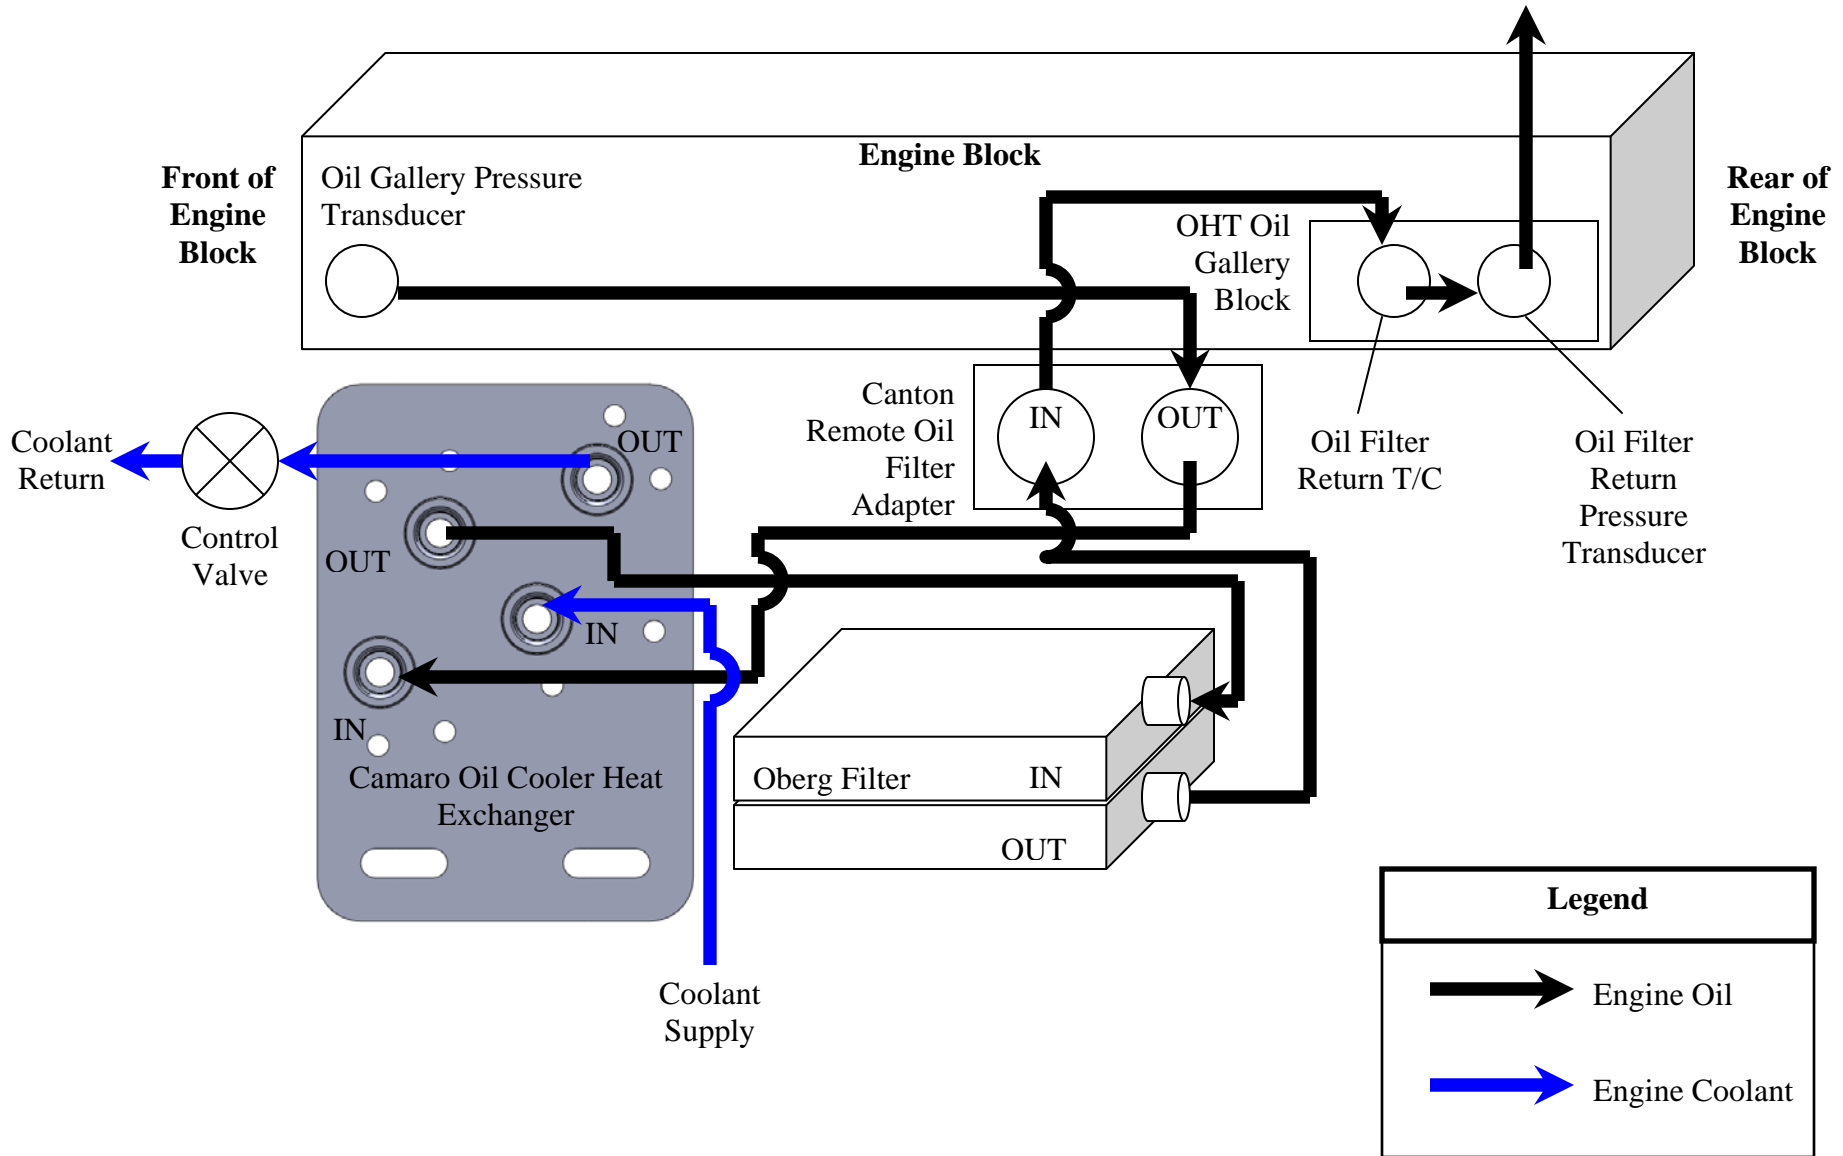 Engine Block
Front of
Engine
Block
Oil Gallery Pressure
Transducer
Rear of
Engine
Block
OHT Oil
Gallery
Block
Canton
Remote Oil
Filter
Adapter
IN
OUT
Oil Filter
Return T/C
Oil Filter
Return
Pressure
Transducer
Coolant
Return
Control
Valve
OUT
OUT
IN
IN
Camaro Oil Cooler Heat
Exchanger
Oberg Filter
IN
OUT
Coolant
Supply
Legend
Engine Oil
Engine Coolant